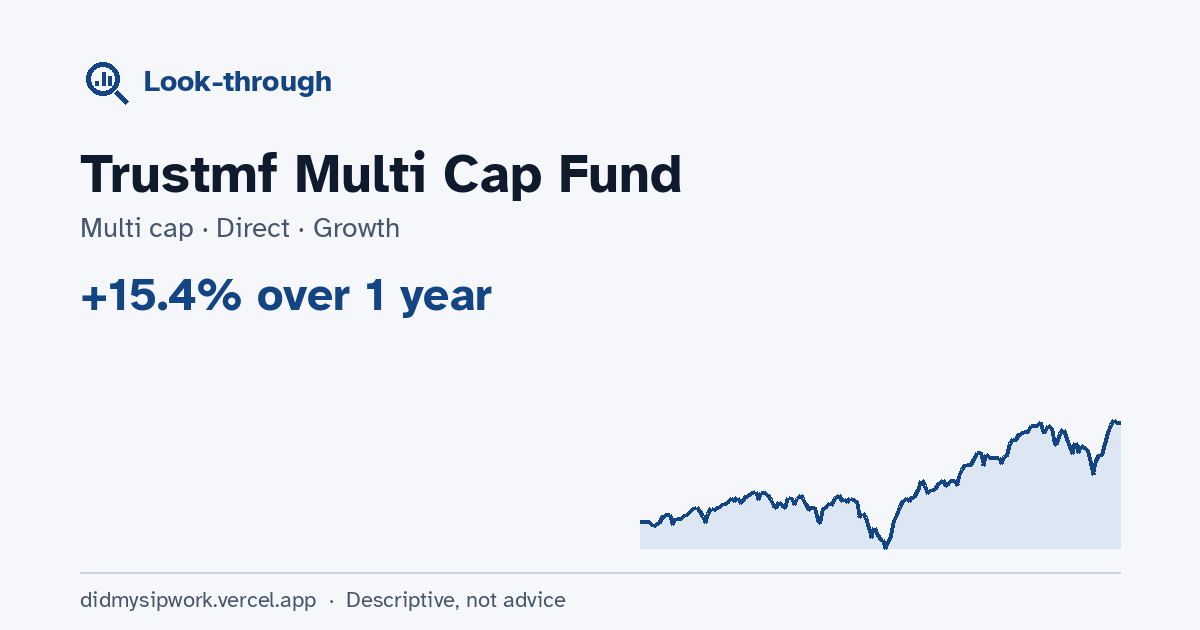 Look-through
Trustmf Multi Cap Fund
Multi cap · Direct · Growth
+15.4% over 1 year
didmysipwork.vercel.app · Descriptive, not advice